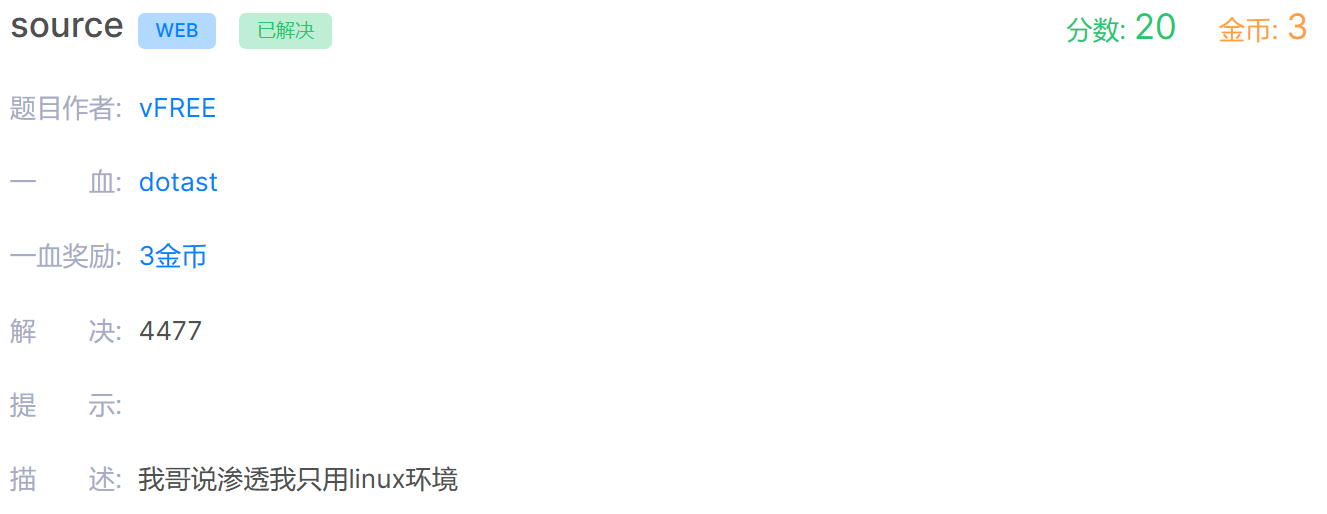 source WEB 已解决 分数: 20 金币: 3
题目作者: vFREE
一 血: dotast
一血奖励: 3金币
解 决: 4477
提 示:
描 述: 我哥说渗透我只用linux环境